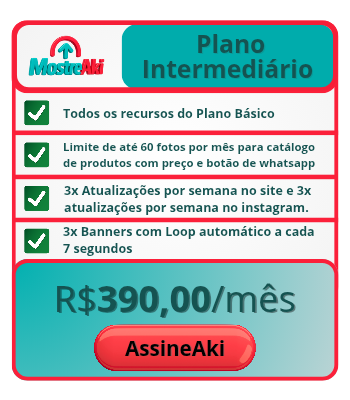 MostreAki
Plano
Intermediário
Todos os recursos do Plano Básico
Limite de até 60 fotos por mês para catálogo
de produtos com preço e botão de whatsapp
3x Atualizações por semana no site e 3x
atualizações por semana no instagram.
3x Banners com Loop automático a cada
7 segundos
R$390,00/mês
AssineAki